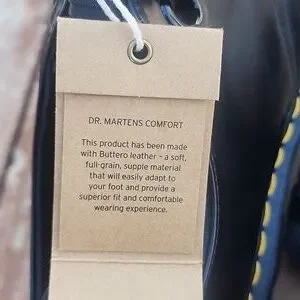 DR. MARTENS COMFORT
This product has been made
with Buttero leather – a soft,
full-grain, supple material
that will easily adapt to
your foot and provide a
superior fit and comfortable
wearing experience.